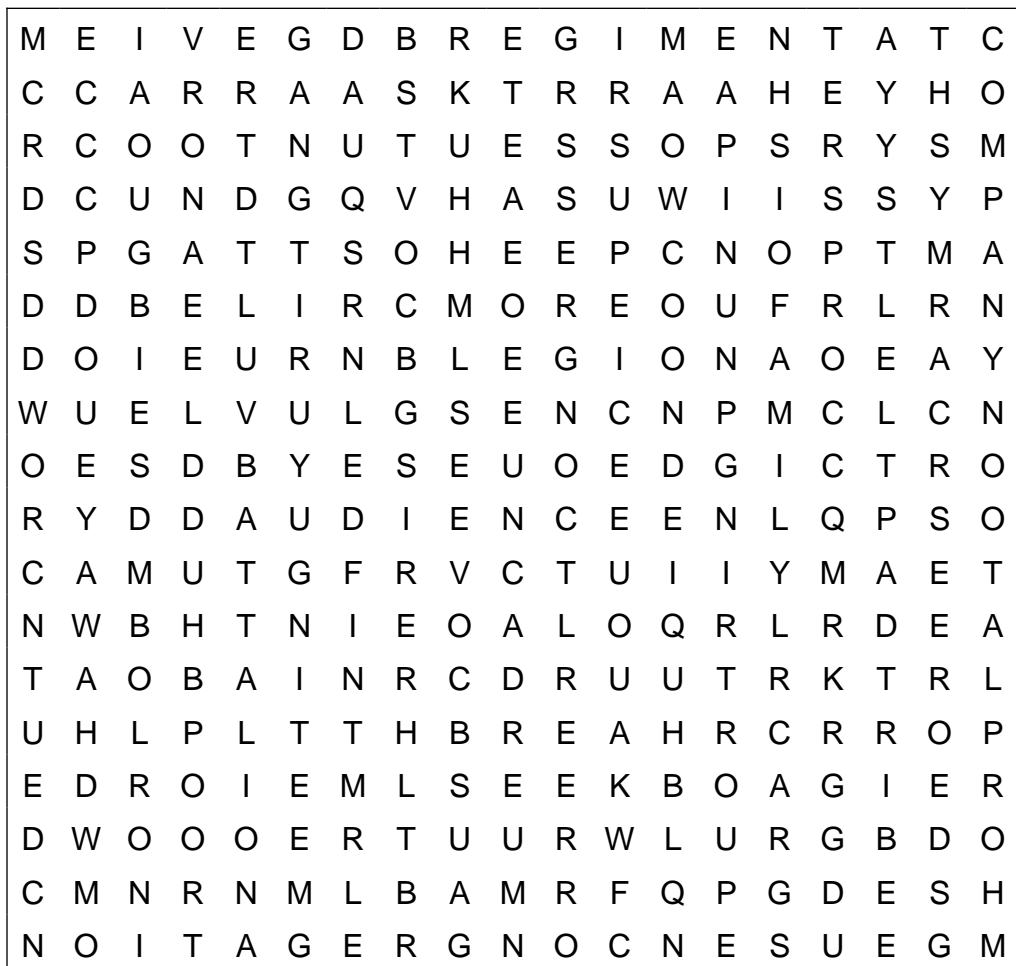 M E I V E G D B R E G I M E N T A T C
C C A R R A A S K T R R A A H E Y H O
R C O O T N U T U E S S O P S R Y S M
D C U N D G Q V H A S U W I I S S Y P
S P G A T T S O H E E P C N O P T M A
D D B E L I R C M O R E O U F R L R N
D O I E U R N B L E G I O N A O E A Y
W U E L V U L G S E N C N P M C L C N
O E S D B Y E S E U O E D G I C T R O
R Y D D A U D I E N C E E N L Q P S O
C A M U T G F R V C T U I I Y M A E T
N W B H T N I E O A L O Q R L R D E A
T A O B A I N R C D R U U T R K T R L
U H L P L T T H B R E A H R C R R O P
E D R O I E M L S E E K B O A G I E R
D W O O O E R T U U R W L U R G B D O
C M N R N M L B A M R F Q P G D E S H
N O I T A G E R G N O C N E S U E G M